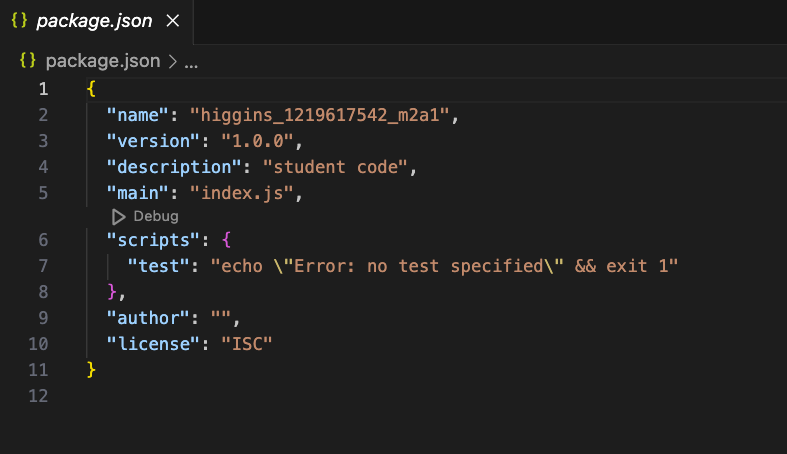 {} package.json ×
{} package.json > ...
1 {
2 "name": "higgins_1219617542_m2a1",
3 "version": "1.0.0",
4 "description": "student code",
5 "main": "index.js",
Debug
6 "scripts": {
7 "test": "echo \"Error: no test specified\" && exit 1"
8 },
9 "author": "",
10 "license": "ISC"
11 }
12